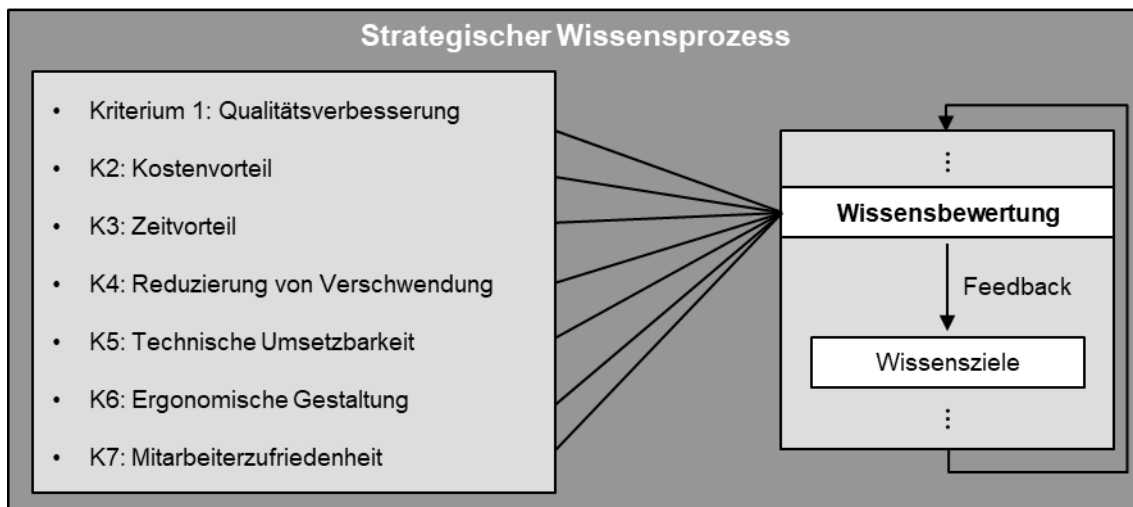 Strategischer Wissensprozess
• Kriterium 1: Qualitätsverbesserung
• K2: Kostenvorteil
• K3: Zeitvorteil
• K4: Reduzierung von Verschwendung
• K5: Technische Umsetzbarkeit
• K6: Ergonomische Gestaltung
• K7: Mitarbeiterzufriedenheit
⋮
Wissensbewertung
Feedback
Wissensziele
⋮